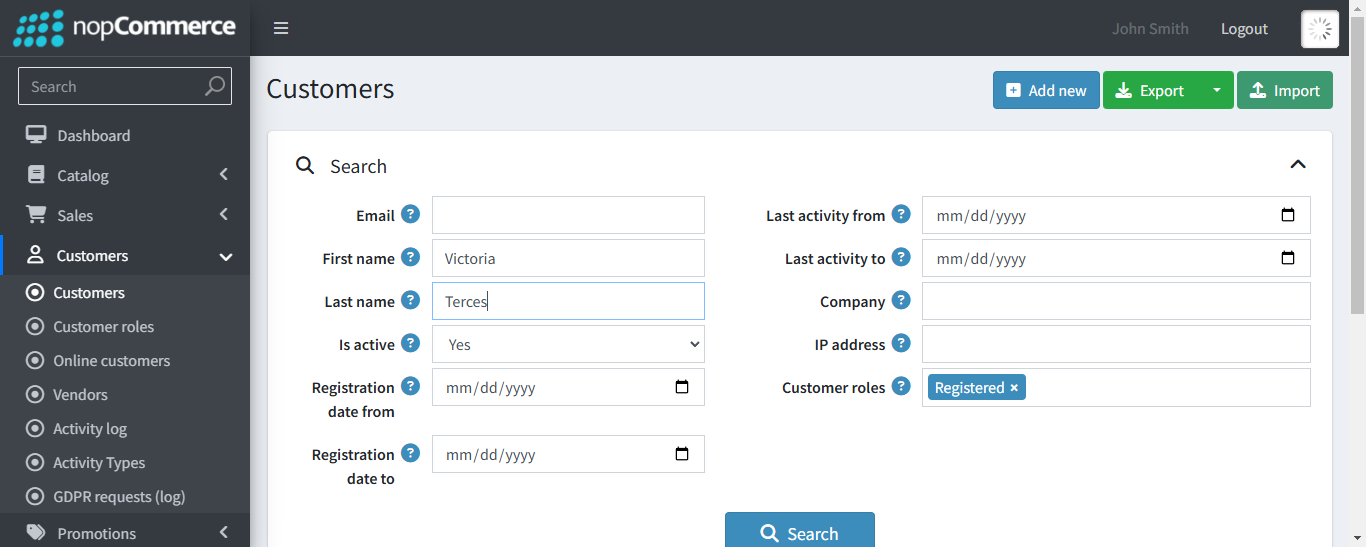 nopCommerce
John Smith
Logout
Search
Dashboard
Catalog
Sales
Customers
Customers
Customer roles
Online customers
Vendors
Activity log
Activity Types
GDPR requests (log)
Promotions
Customers
Add new
Export
Import
Search
Email ?
First name ? Victoria
Last name ? Terces
Is active ? Yes
Registration ? mm/dd/yyyy
date from
Registration ? mm/dd/yyyy
date to
Last activity from ? mm/dd/yyyy
Last activity to ? mm/dd/yyyy
Company ?
IP address ?
Customer roles ? Registered ×
Search